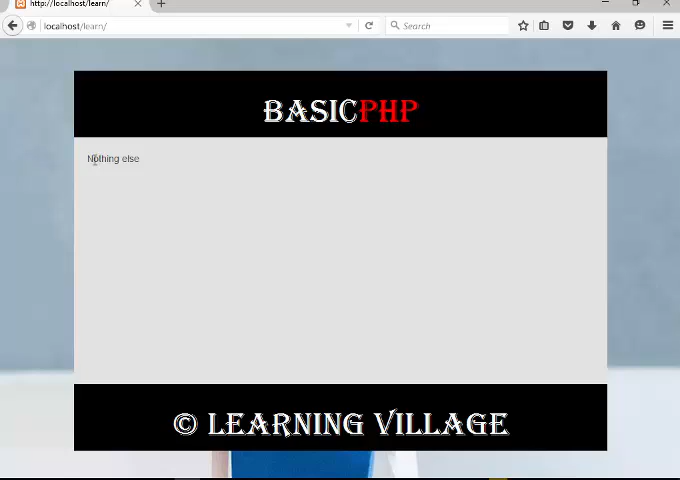 http://localhost/learn/
localhost/learn/
Search
BASICPHP
Nothing else
© LEARNING VILLAGE